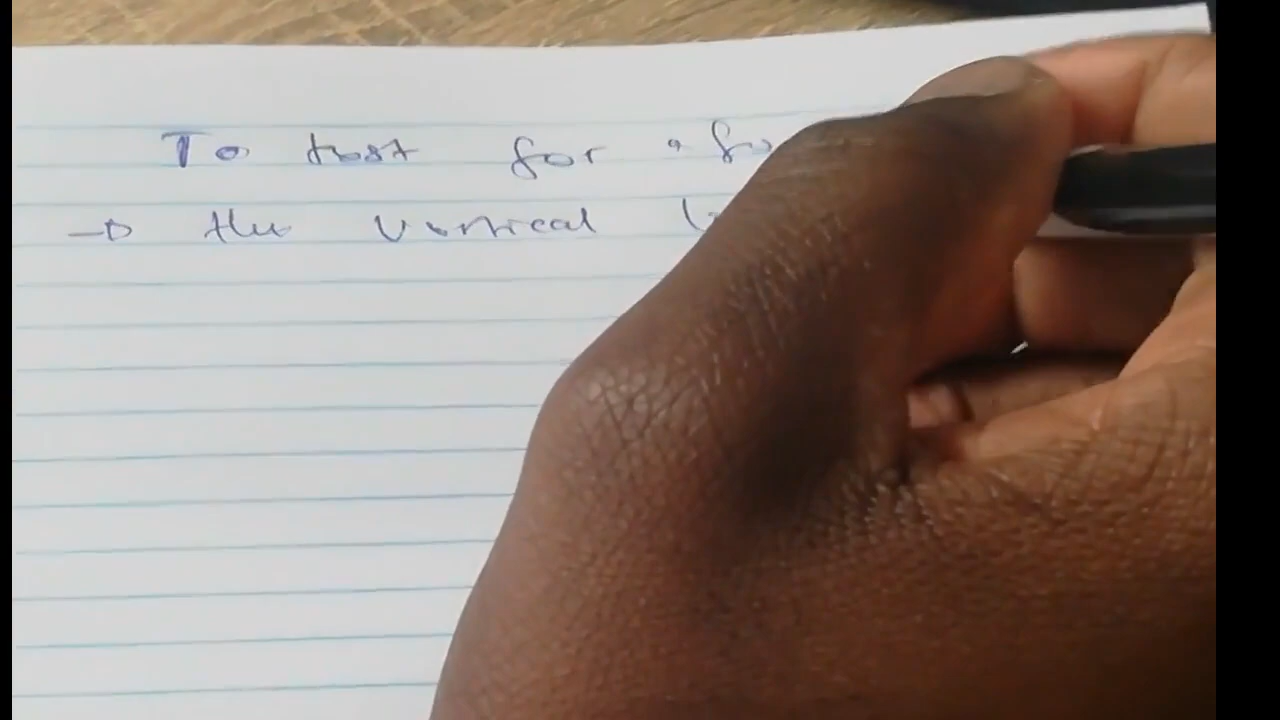 To test for a
→ the vertical